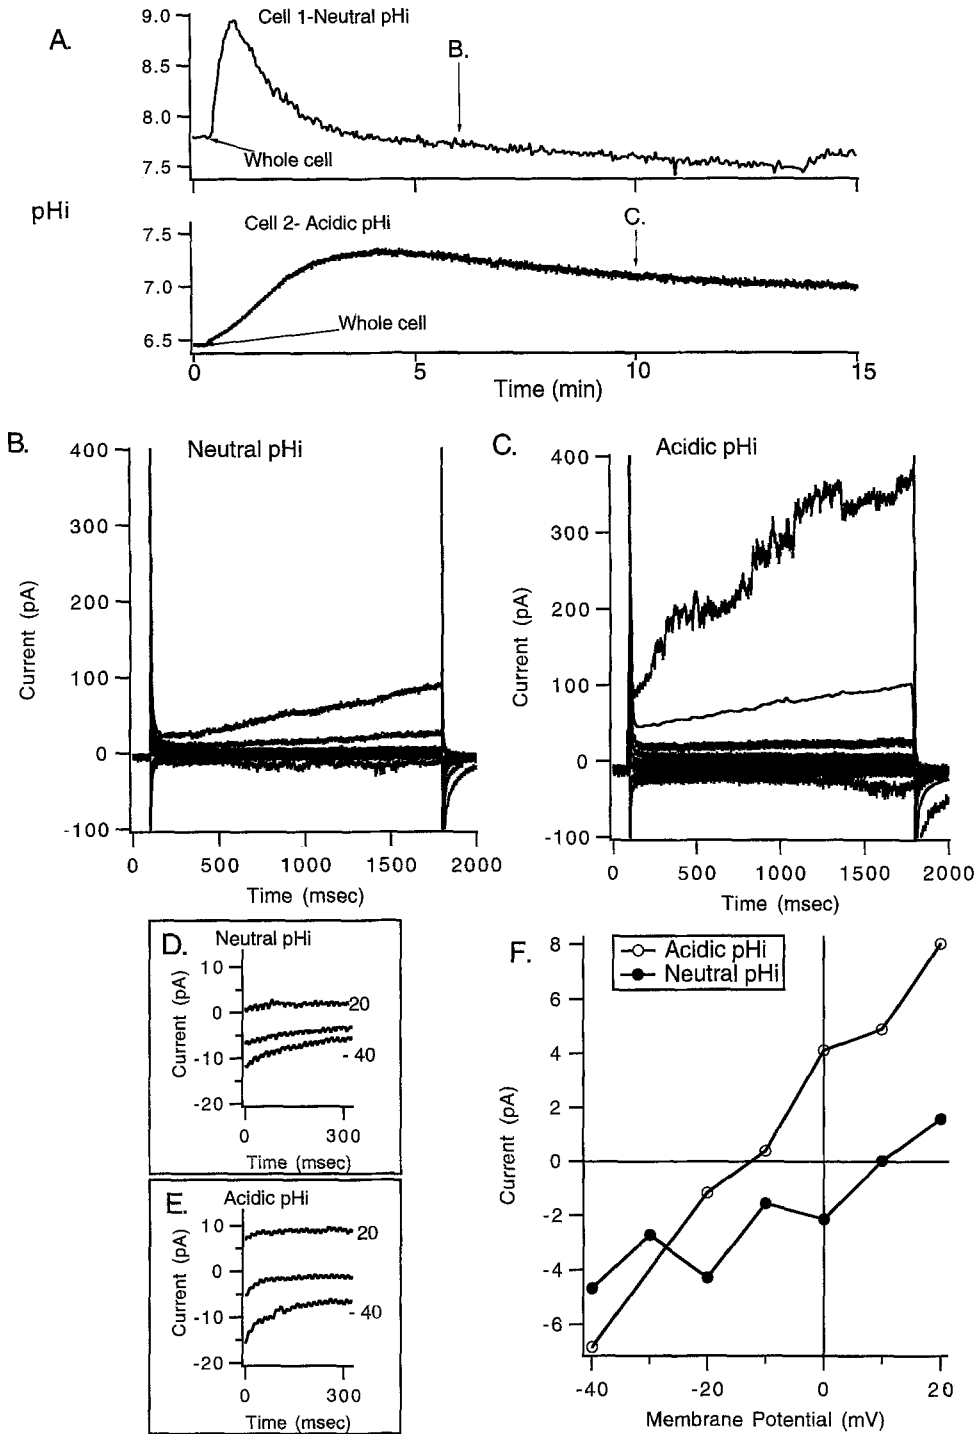 A.
Cell 1-Neutral pHi
9.0
8.5
8.0
7.5
B.
Whole cell
pHi
Cell 2- Acidic pHi
7.5
7.0
6.5
C.
Whole cell
0
5
10
15
Time (min)
B.
Neutral pHi
400
300
200
100
0
-100
Current (pA)
0
500
1000
1500
2000
Time (msec)
C.
Acidic pHi
400
300
200
100
0
-100
Current (pA)
0
500
1000
1500
2000
Time (msec)
D.
Neutral pHi
10
0
-10
-20
Current (pA)
20
- 40
0
300
Time (msec)
E.
Acidic pHi
10
0
-10
-20
Current (pA)
20
- 40
0
300
Time (msec)
F.
Acidic pHi
Neutral pHi
8
6
4
2
0
-2
-4
-6
Current (pA)
-40
-20
0
20
Membrane Potential (mV)